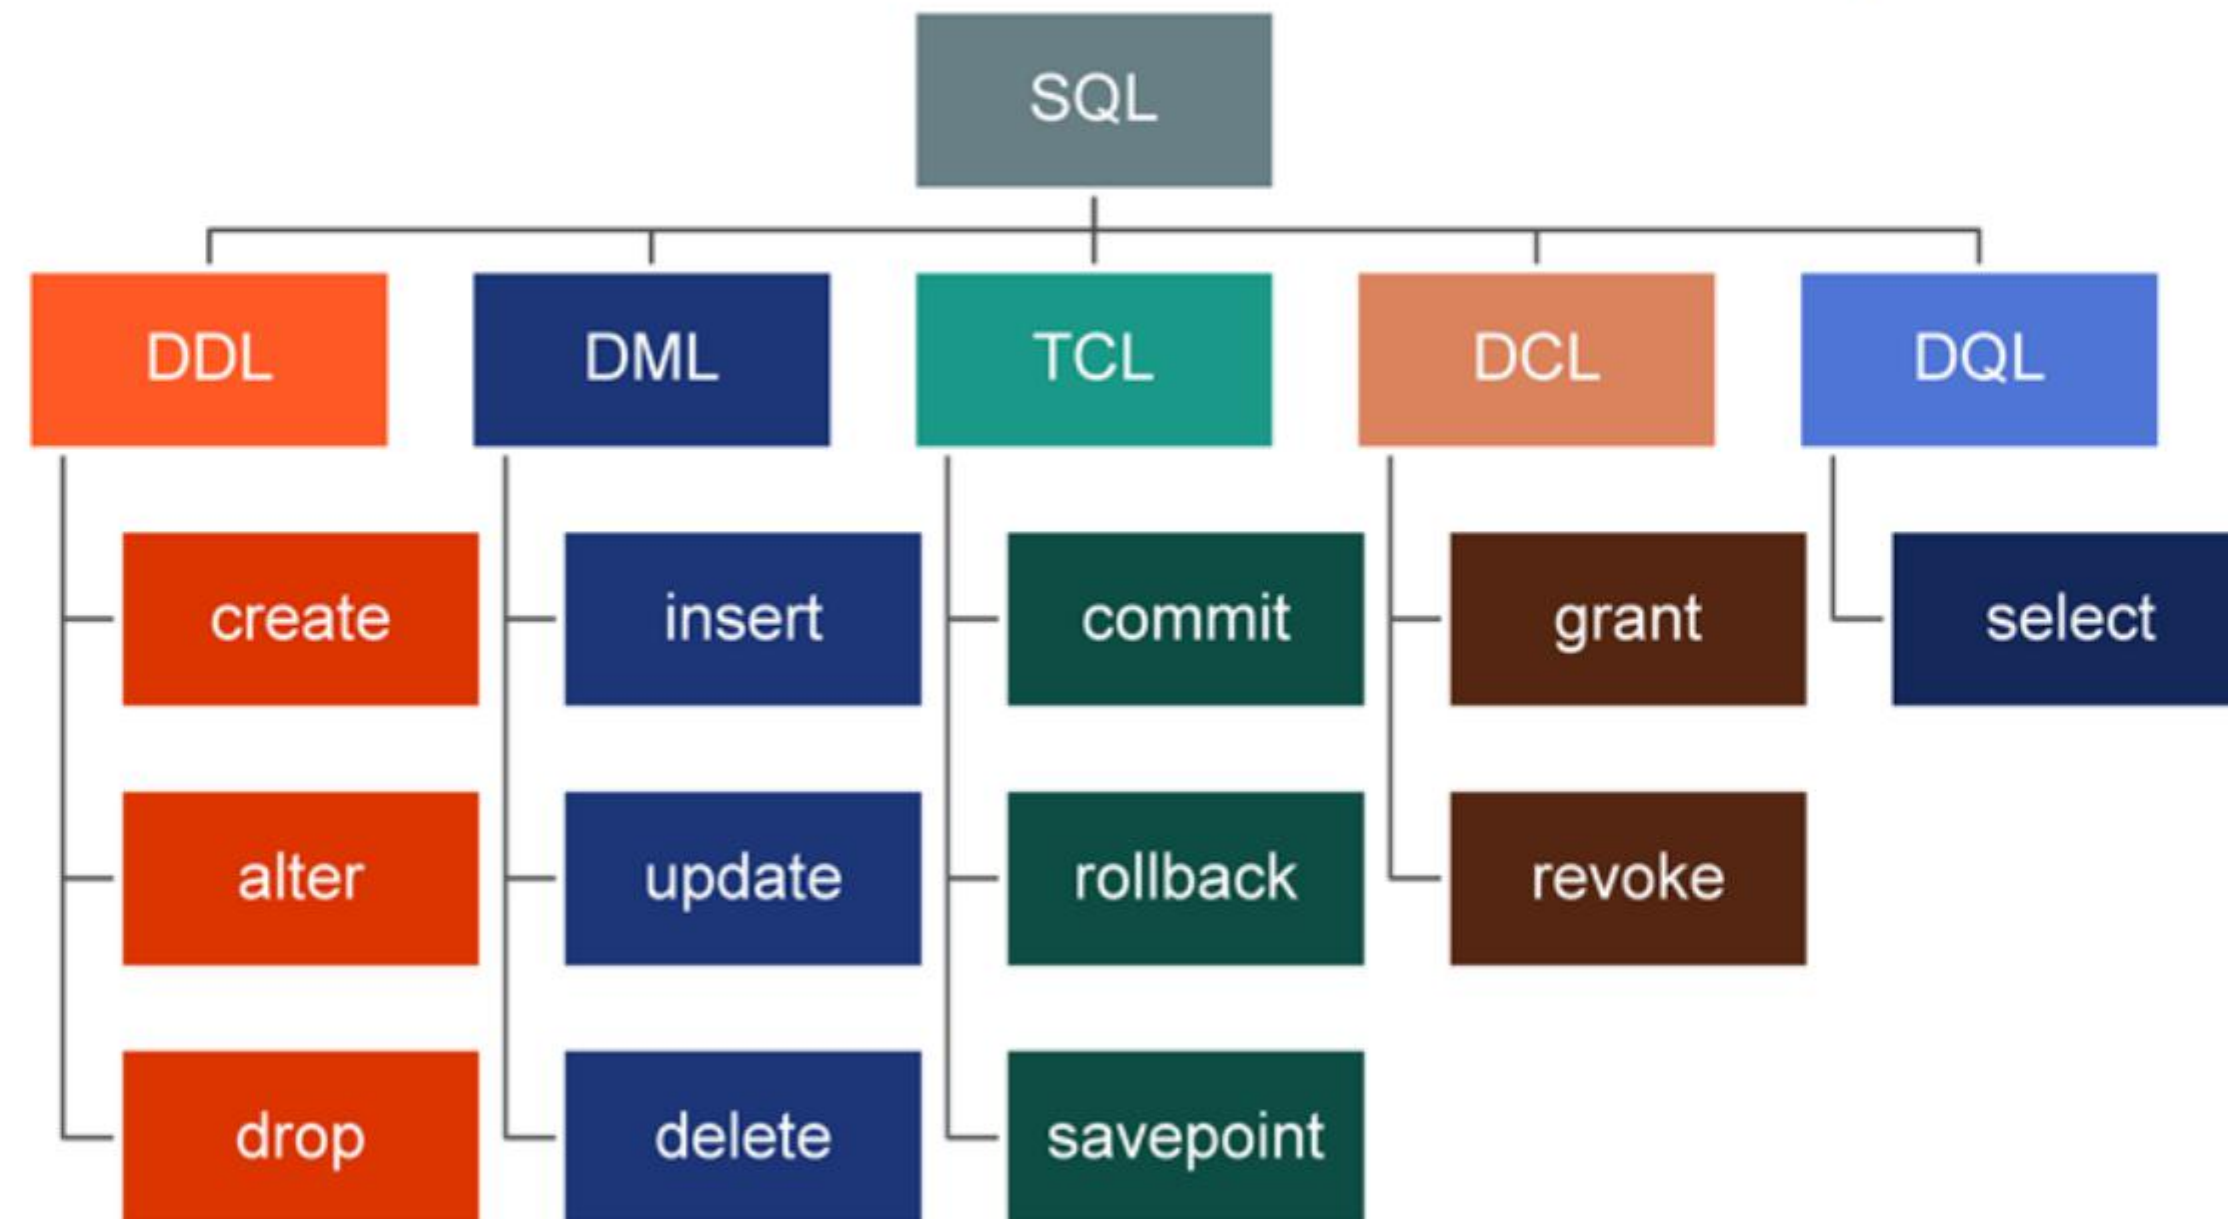 SQL
DDL
DML
TCL
DCL
DQL
create
insert
commit
grant
select
alter
update
rollback
revoke
drop
delete
savepoint